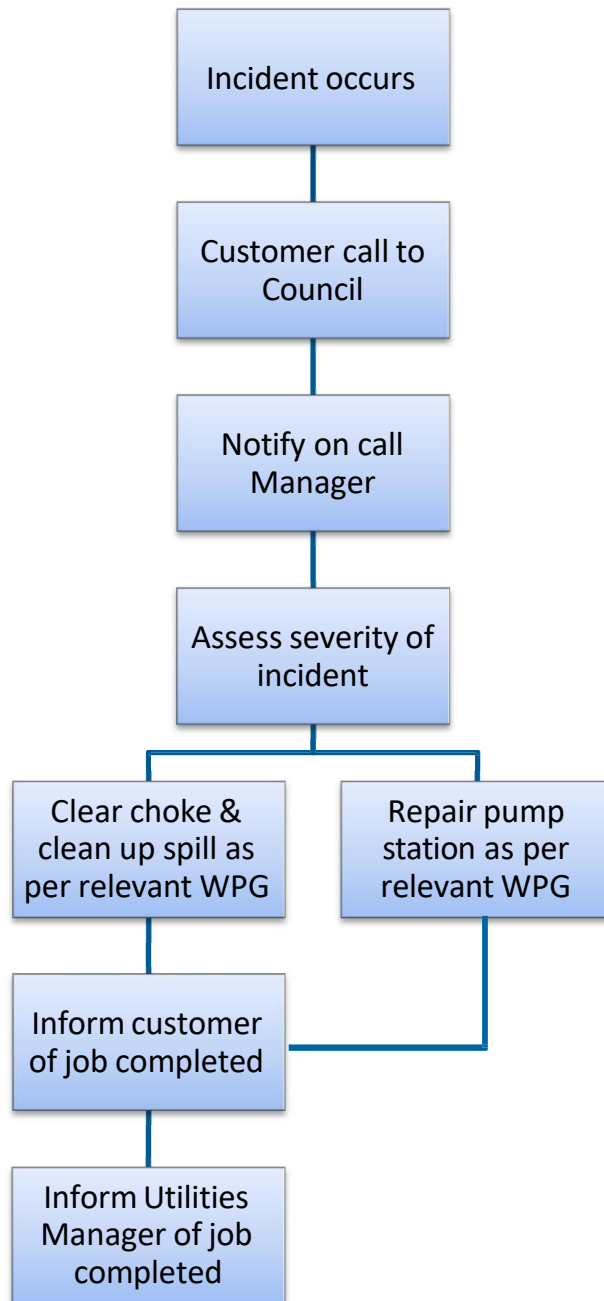 Incident occurs
Customer call to
Council
Notify on call
Manager
Assess severity of
incident
Clear choke &
clean up spill as
per relevant WPG
Repair pump
station as per
relevant WPG
Inform customer
of job completed
Inform Utilities
Manager of job
completed